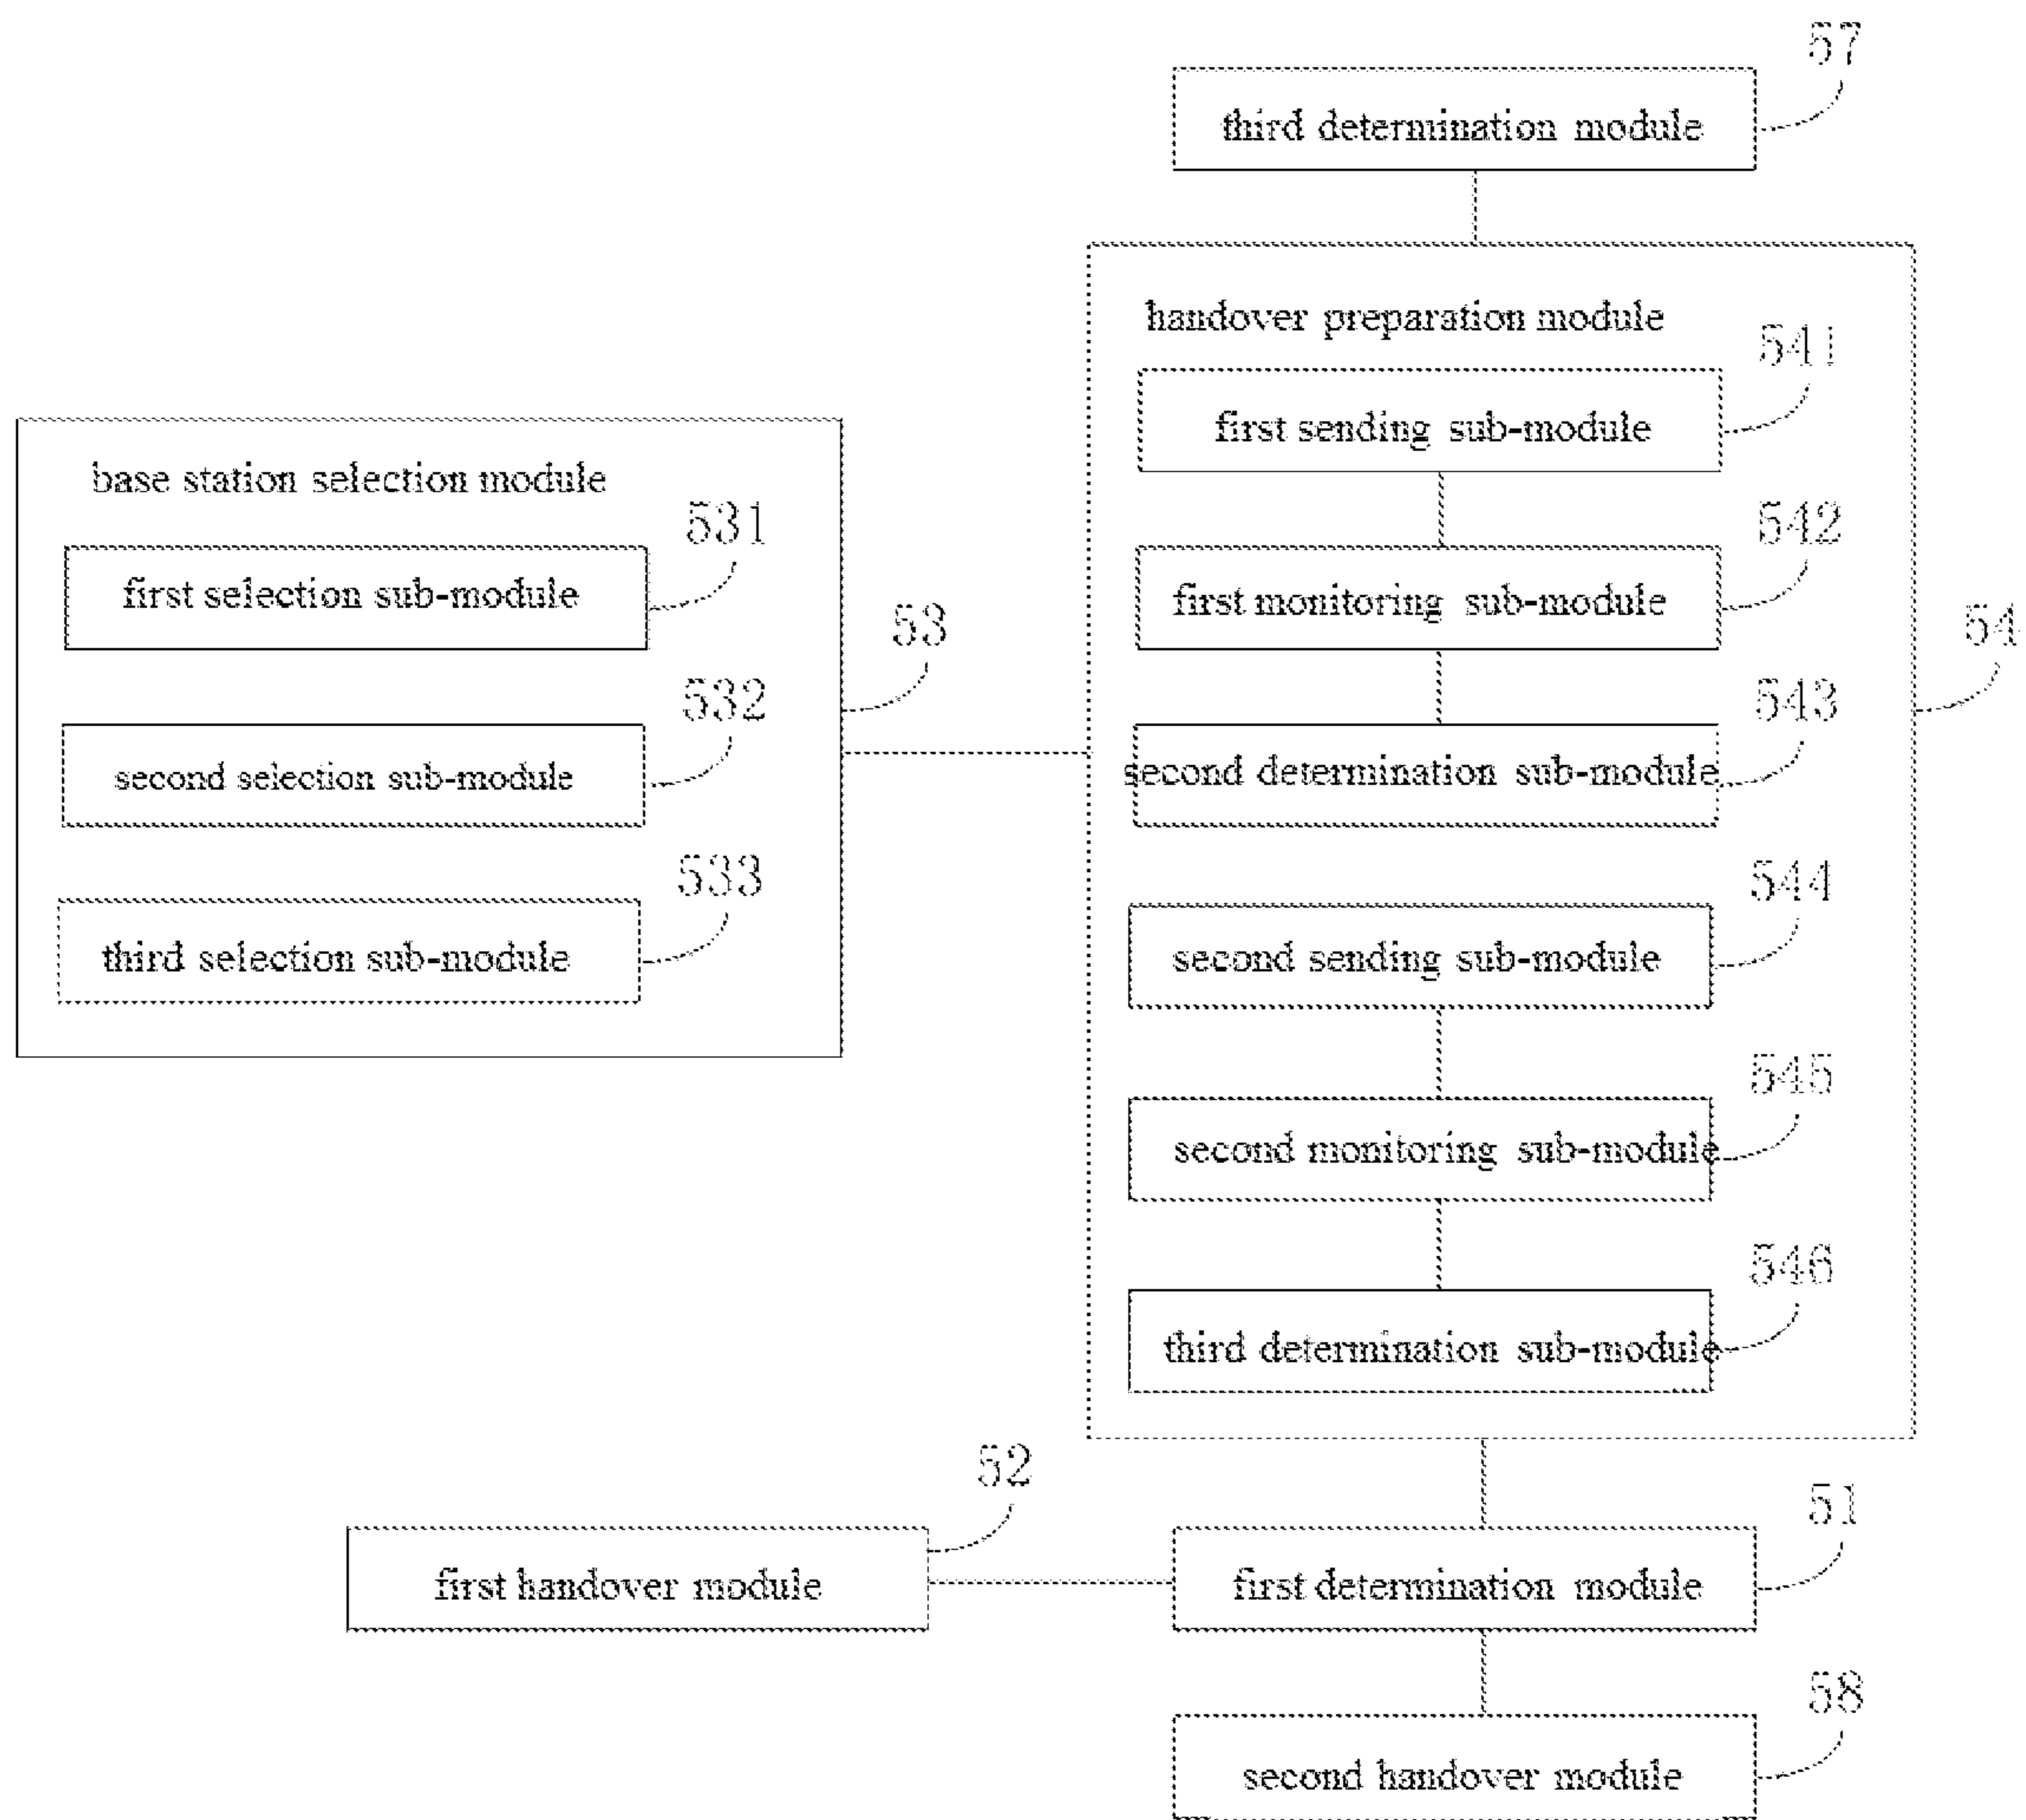 57
third determination module
handover preparation module
541
first sending sub-module
542
first monitoring sub-module
543
second determination sub-module
544
second sending sub-module
545
second monitoring sub-module
546
third determination sub-module
54
base station selection module
531
first selection sub-module
532
second selection sub-module
533
third selection sub-module
53
52
first handover module
51
first determination module
58
second handover module